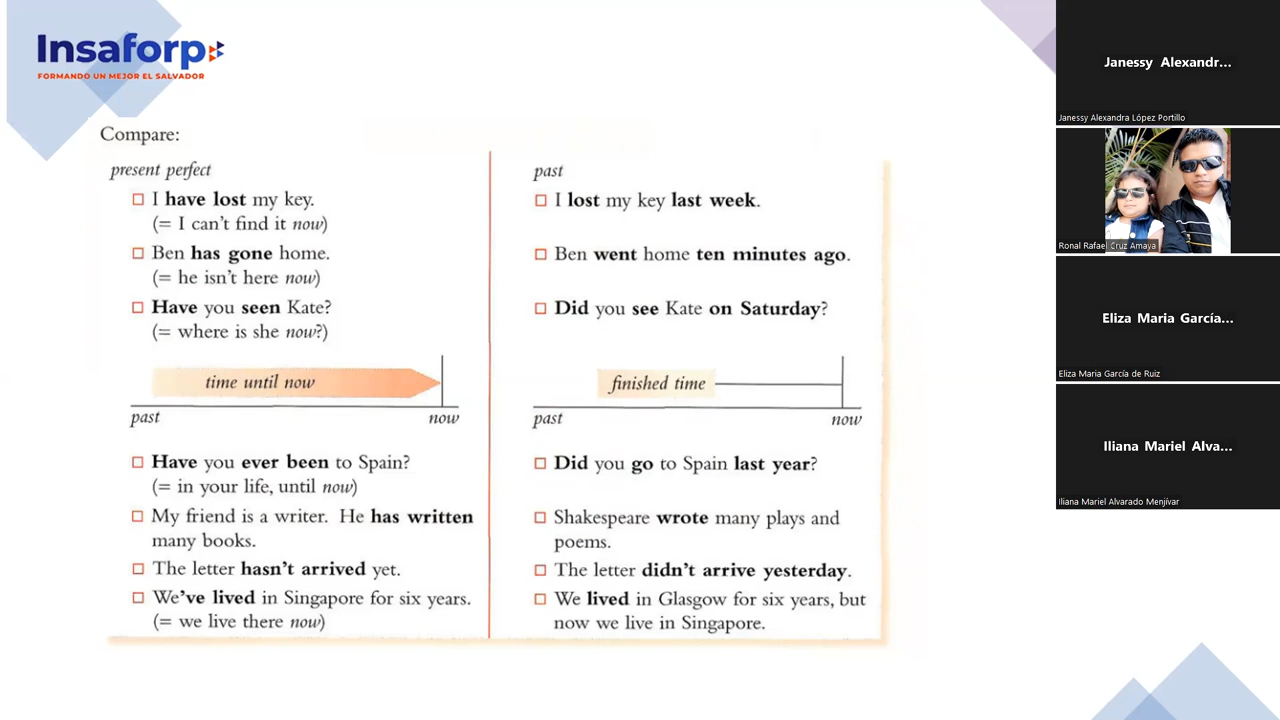 Insaforp
FORMANDO UN MEJOR EL SALVADOR
Compare:
present perfect
I have lost my key.
(= I can't find it now)
Ben has gone home.
(= he isn't here now)
Have you seen Kate?
(= where is she now?)
time until now
past now
Have you ever been to Spain?
(= in your life, until now)
My friend is a writer. He has written
many books.
The letter hasn't arrived yet.
We've lived in Singapore for six years.
(= we live there now)
past
I lost my key last week.
Ben went home ten minutes ago.
Did you see Kate on Saturday?
finished time
past now
Did you go to Spain last year?
Shakespeare wrote many plays and
poems.
The letter didn't arrive yesterday.
We lived in Glasgow for six years, but
now we live in Singapore.
Janessy Alexandr...
Janessy Alexandra López Portillo
Ronal Rafael Cruz Amaya
Eliza Maria García...
Eliza Maria García de Ruiz
Iliana Mariel Alva...
Iliana Mariel Alvarado Menjívar